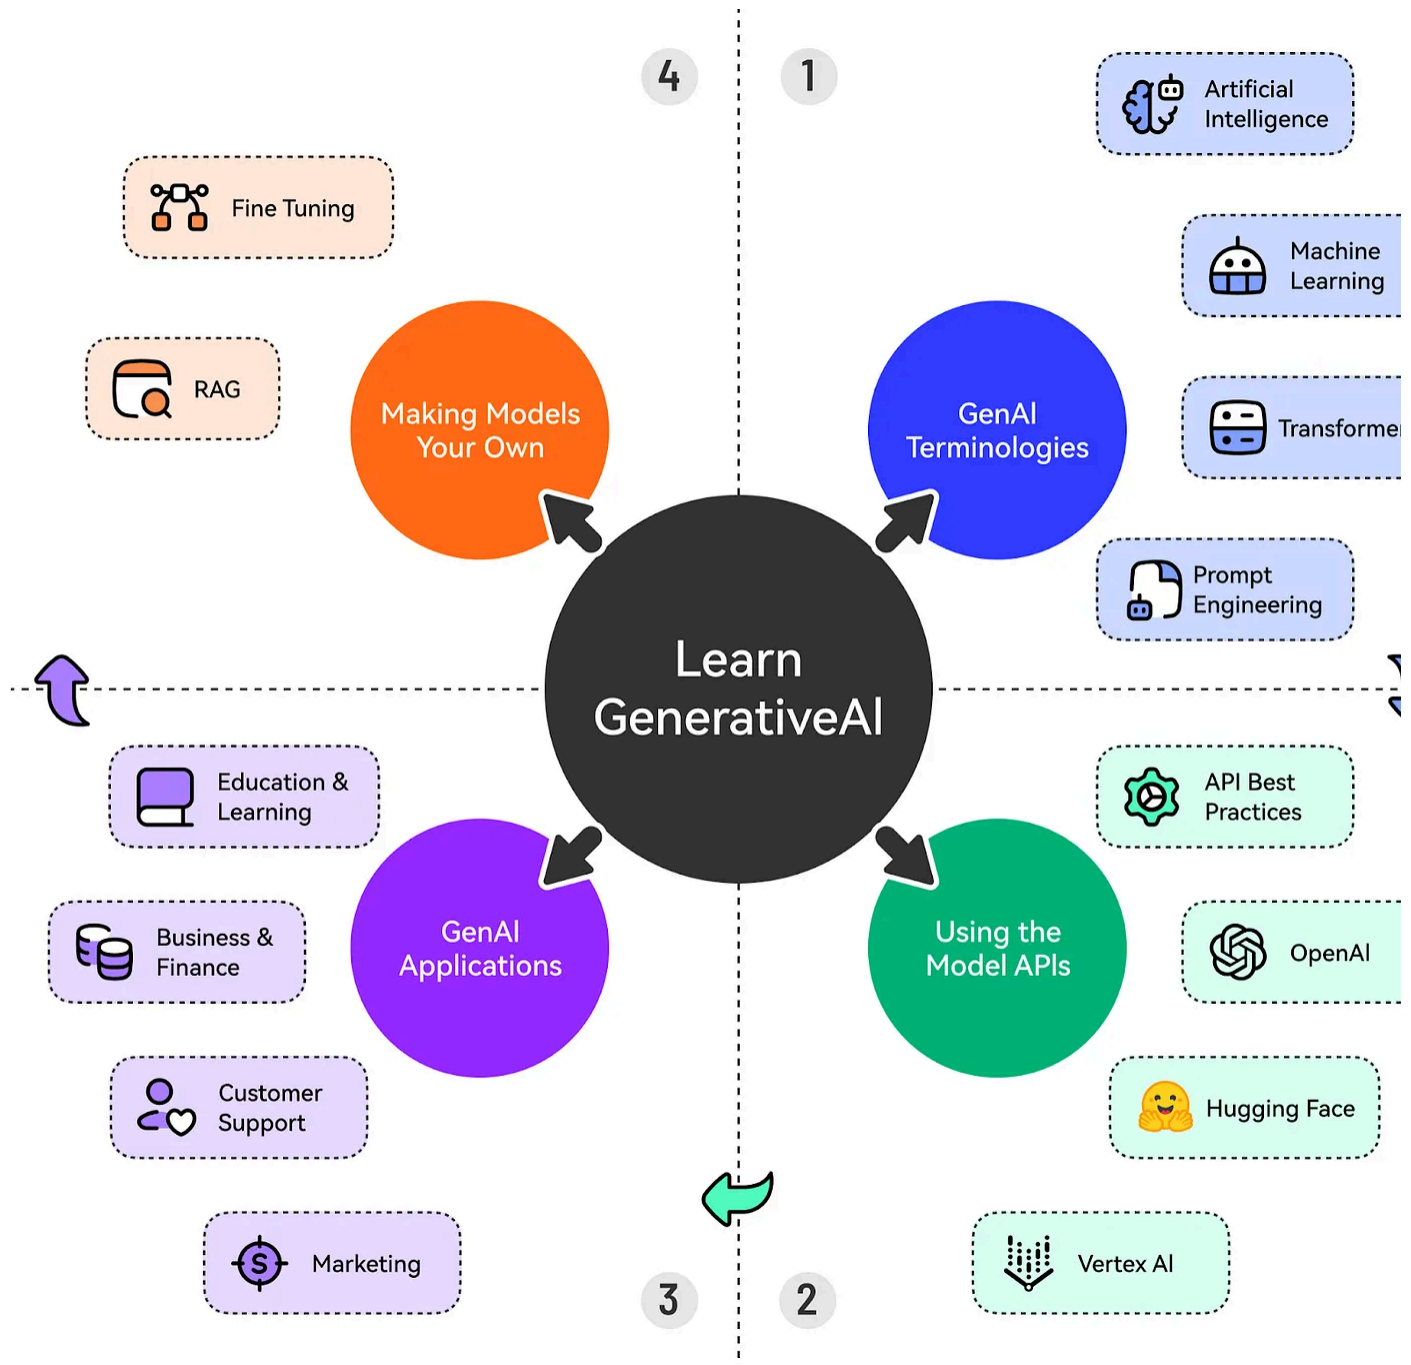 4
1
Artificial
Intelligence
Fine Tuning
Machine
Learning
RAG
Making Models
Your Own
GenAI
Terminologies
Transformer
Prompt
Engineering
Learn
GenerativeAI
Education &
Learning
API Best
Practices
Business &
Finance
GenAI
Applications
Using the
Model APIs
OpenAI
Customer
Support
Hugging Face
Marketing
Vertex AI
3
2